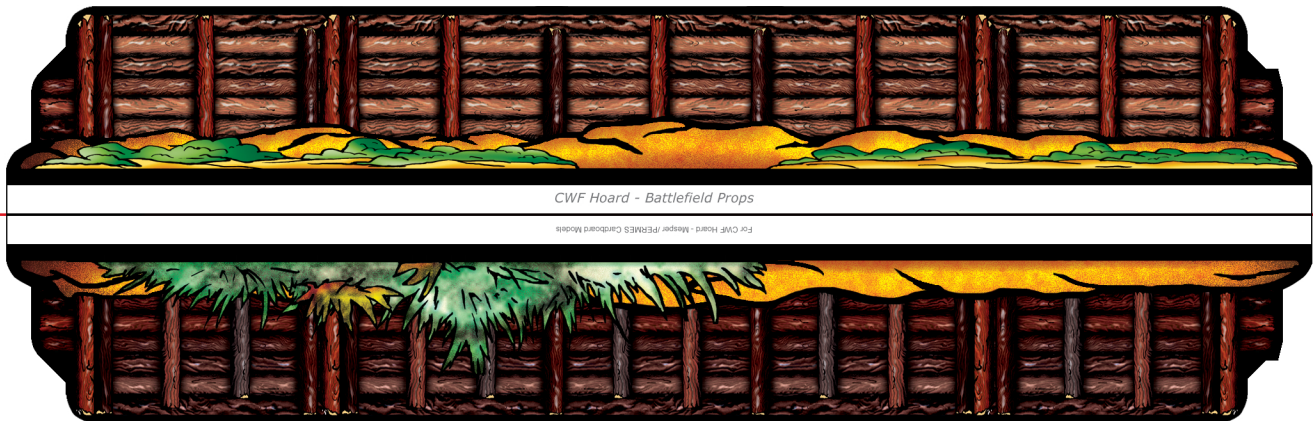 CWF Hoard - Battlefield Props
For CWF Hoard - Mesper /PERMES Cardboard Models